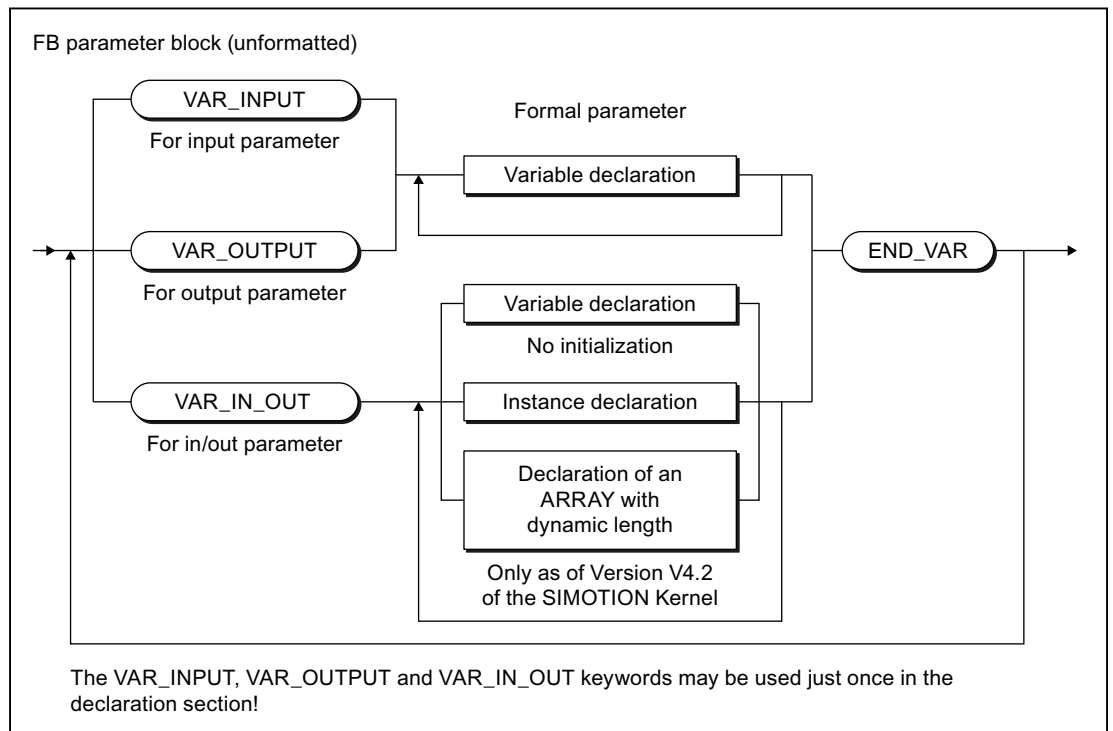 FB parameter block (unformatted)
VAR_INPUT
For input parameter
Formal parameter
Variable declaration
VAR_OUTPUT
For output parameter
END_VAR
Variable declaration
No initialization
VAR_IN_OUT
For in/out parameter
Instance declaration
Declaration of an
ARRAY with
dynamic length
Only as of Version V4.2
of the SIMOTION Kernel
The VAR_INPUT, VAR_OUTPUT and VAR_IN_OUT keywords may be used just once in the
declaration section!